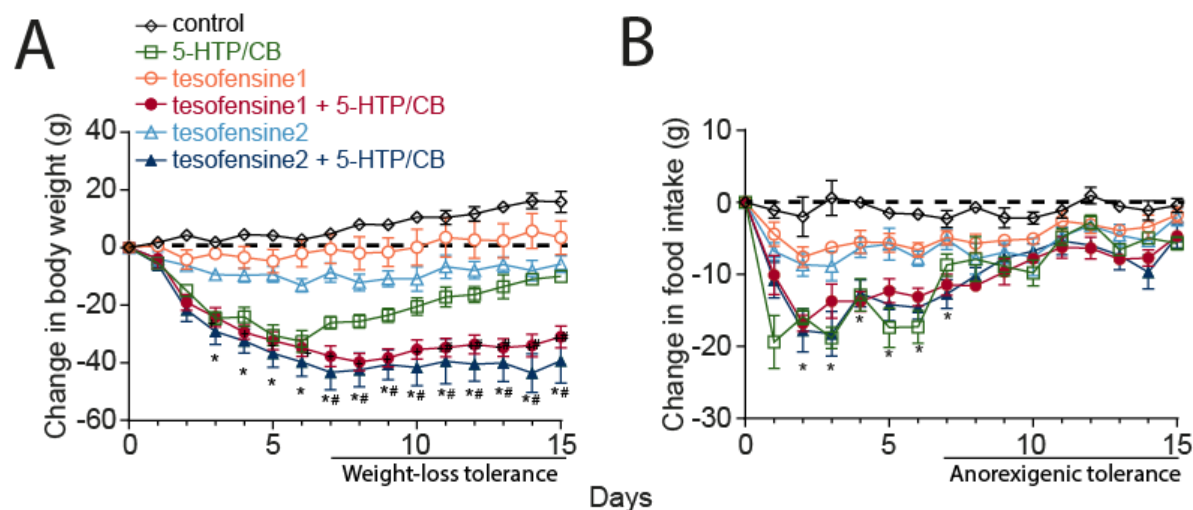 A
control
5-HTP/CB
tesofensine1
tesofensine1 + 5-HTP/CB
tesofensine2
tesofensine2 + 5-HTP/CB
Change in body weight (g)
40
20
0
-20
-40
-60
* * * * *# *# *# *# *# *# *# *# *#
# # # # # #
0 5 10 15
Weight-loss tolerance
B
Change in food intake (g)
10
0
-10
-20
-30
* * * * * *
0 5 10 15
Anorexigenic tolerance
Days